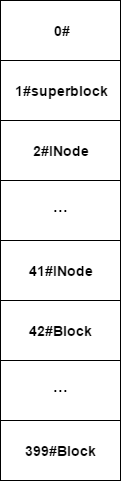 0#
1#superblock
2#INode
...
41#INode
42#Block
...
399#Block